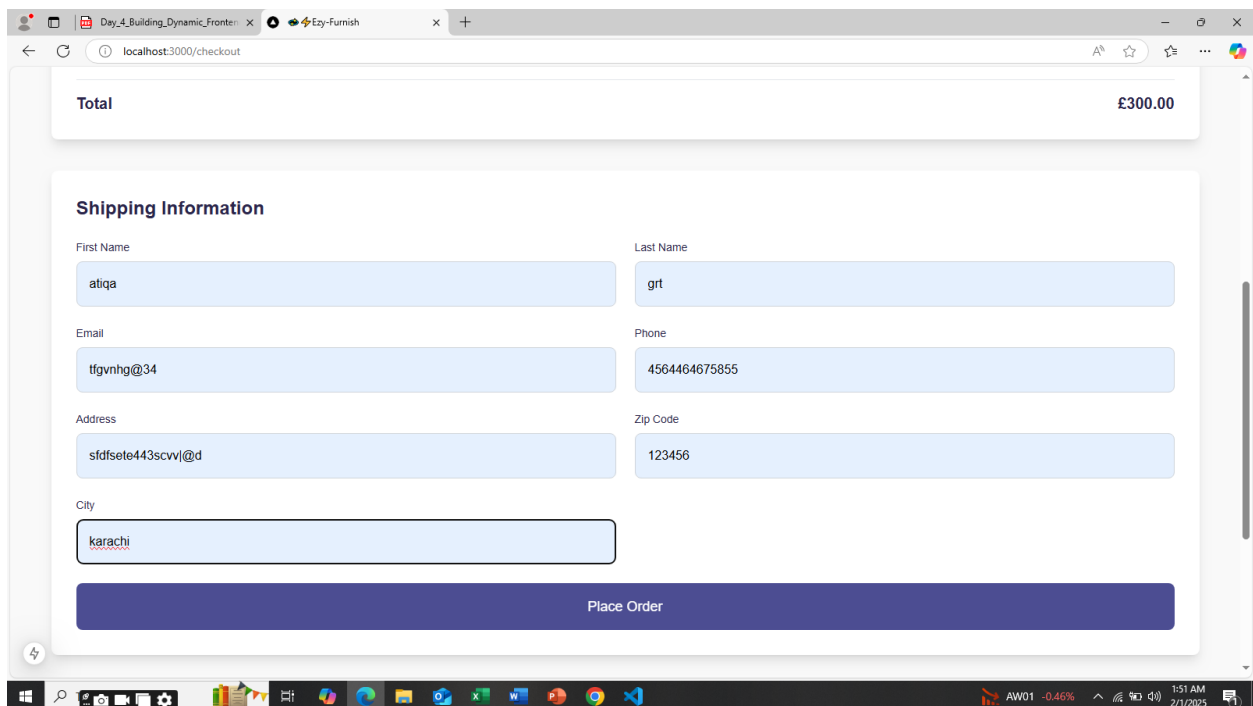 Day_4_Building_Dynamic_Fronten
Ezy-Furnish
localhost:3000/checkout
Total £300.00
Shipping Information
First Name Last Name
atiqa grt
Email Phone
tfgvnhg@34 4564464675855
Address Zip Code
sfdfsete443scvv|@d 123456
City
karachi
Place Order
AW01 -0.46%
1:51 AM
2/1/2025